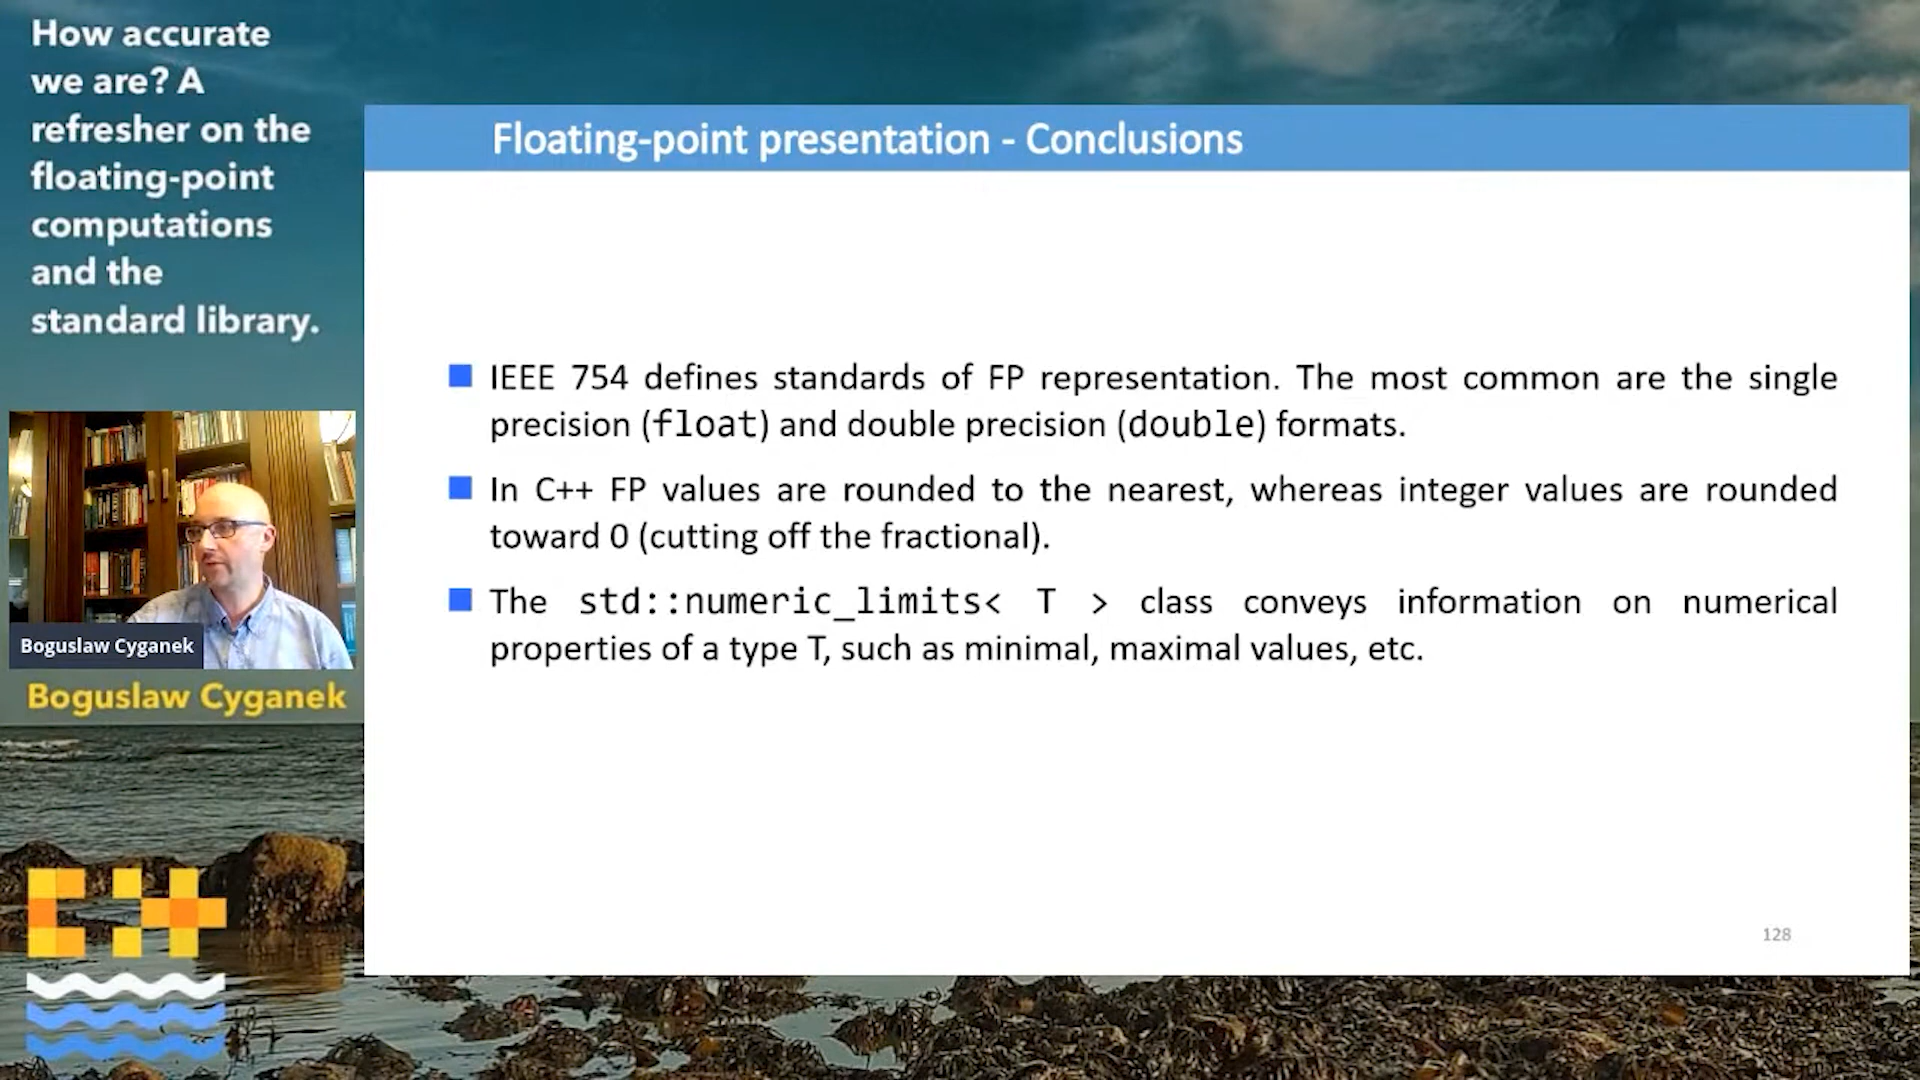 How accurate
we are? A
refresher on the
floating-point
computations
and the
standard library.
Boguslaw Cyganek
Boguslaw Cyganek
Floating-point presentation - Conclusions
IEEE 754 defines standards of FP representation. The most common are the single
precision (float) and double precision (double) formats.
In C++ FP values are rounded to the nearest, whereas integer values are rounded
toward 0 (cutting off the fractional).
The std::numeric_limits< T > class conveys information on numerical
properties of a type T, such as minimal, maximal values, etc.
128